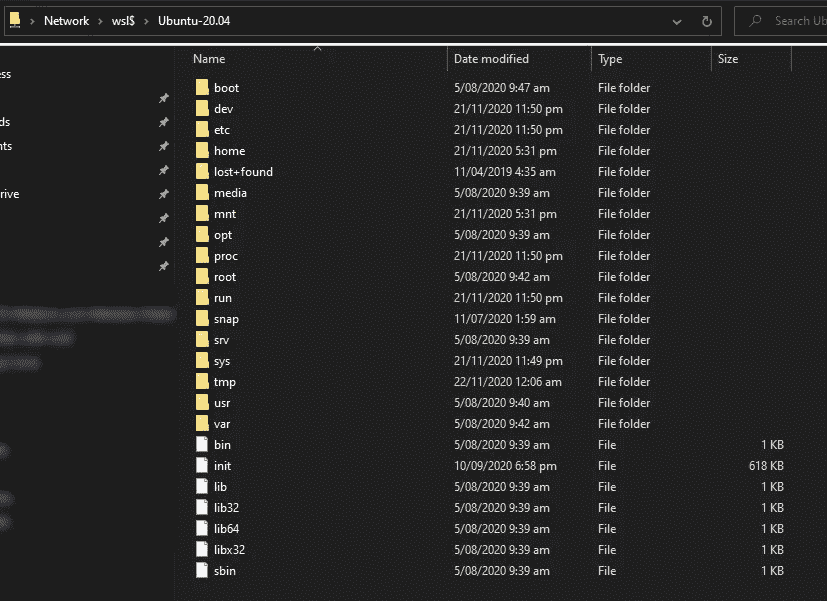 Network > wsl$ > Ubuntu-20.04 Search Ub
Name Date modified Type Size
ess
ds
nts
rive
boot 5/08/2020 9:47 am File folder
dev 21/11/2020 11:50 pm File folder
etc 21/11/2020 11:50 pm File folder
home 21/11/2020 5:31 pm File folder
lost+found 11/04/2019 4:35 am File folder
media 5/08/2020 9:39 am File folder
mnt 21/11/2020 5:31 pm File folder
opt 5/08/2020 9:39 am File folder
proc 21/11/2020 11:50 pm File folder
root 5/08/2020 9:42 am File folder
run 21/11/2020 11:50 pm File folder
snap 11/07/2020 1:59 am File folder
srv 5/08/2020 9:39 am File folder
sys 21/11/2020 11:49 pm File folder
tmp 22/11/2020 12:06 am File folder
usr 5/08/2020 9:40 am File folder
var 5/08/2020 9:42 am File folder
bin 5/08/2020 9:39 am File 1 KB
init 10/09/2020 6:58 pm File 618 KB
lib 5/08/2020 9:39 am File 1 KB
lib32 5/08/2020 9:39 am File 1 KB
lib64 5/08/2020 9:39 am File 1 KB
libx32 5/08/2020 9:39 am File 1 KB
sbin 5/08/2020 9:39 am File 1 KB